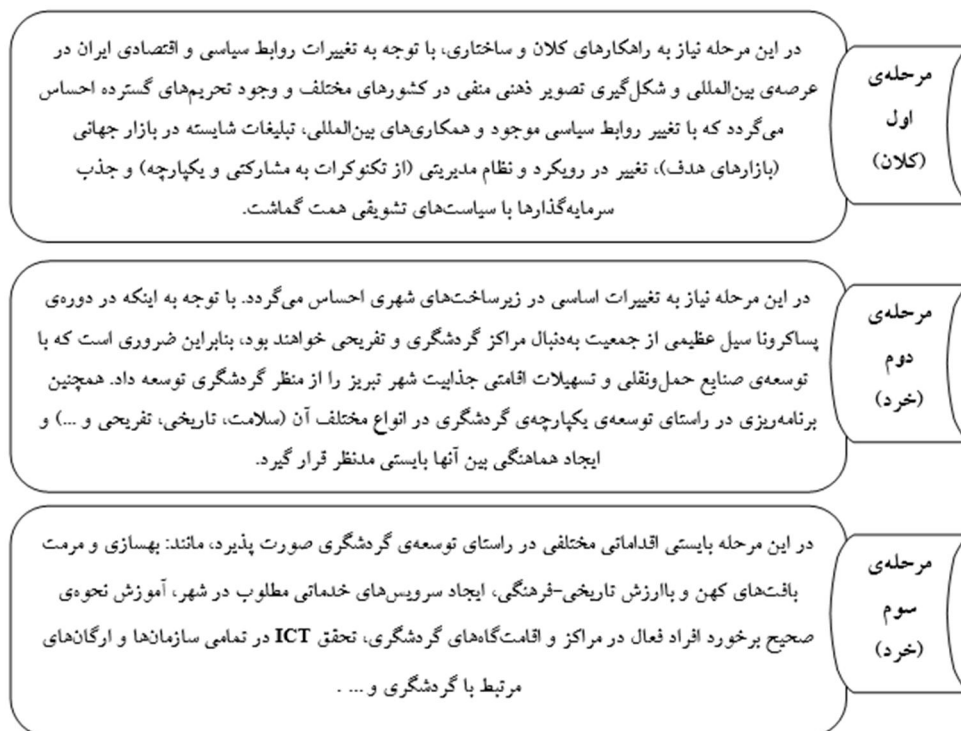 مرحله‌ی
اول
(کلان)
در این مرحله نیاز به راهکارهای کلان و ساختاری، با توجه به تغییرات روابط سیاسی و اقتصادی ایران در
عرصه‌ی بین‌المللی و شکل‌گیری تصویر ذهنی منفی در کشورهای مختلف و وجود تحریم‌های گسترده احساس
می‌گردد که با تغییر روابط سیاسی موجود و همکاری‌های بین‌المللی، تبلیغات شایسته در بازار جهانی
(بازارهای هدف)، تغییر در رویکرد و نظام مدیریتی (از تکنوکرات به مشارکتی و یکپارچه) و جذب
سرمایه‌گذارها با سیاست‌های تشویقی همت گماشت.
مرحله‌ی
دوم
(خرد)
در این مرحله نیاز به تغییرات اساسی در زیرساخت‌های شهری احساس می‌گردد. با توجه به اینکه در دوره‌ی
پساکرونا سیل عظیمی از جمعیت به‌دنبال مراکز گردشگری و تفریحی خواهند بود، بنابراین ضروری است که با
توسعه‌ی صنایع حمل‌ونقلی و تسهیلات اقامتی جذابیت شهر تبریز را از منظر گردشگری توسعه داد. همچنین
برنامه‌ریزی در راستای توسعه‌ی یکپارچه‌ی گردشگری در انواع مختلف آن (سلامت، تاریخی، تفریحی و ...) و
ایجاد هماهنگی بین آنها بایستی مدنظر قرار گیرد.
مرحله‌ی
سوم
(خرد)
در این مرحله بایستی اقداماتی مختلفی در راستای توسعه‌ی گردشگری صورت پذیرد، مانند: بهسازی و مرمت
بافت‌های کهن و باارزش تاریخی-فرهنگی، ایجاد سرویس‌های خدماتی مطلوب در شهر، آموزش نحوه‌ی
صحیح برخورد افراد فعال در مراکز و اقامت‌گاه‌های گردشگری، تحقق ICT در تمامی سازمان‌ها و ارگان‌های
مرتبط با گردشگری و ... .